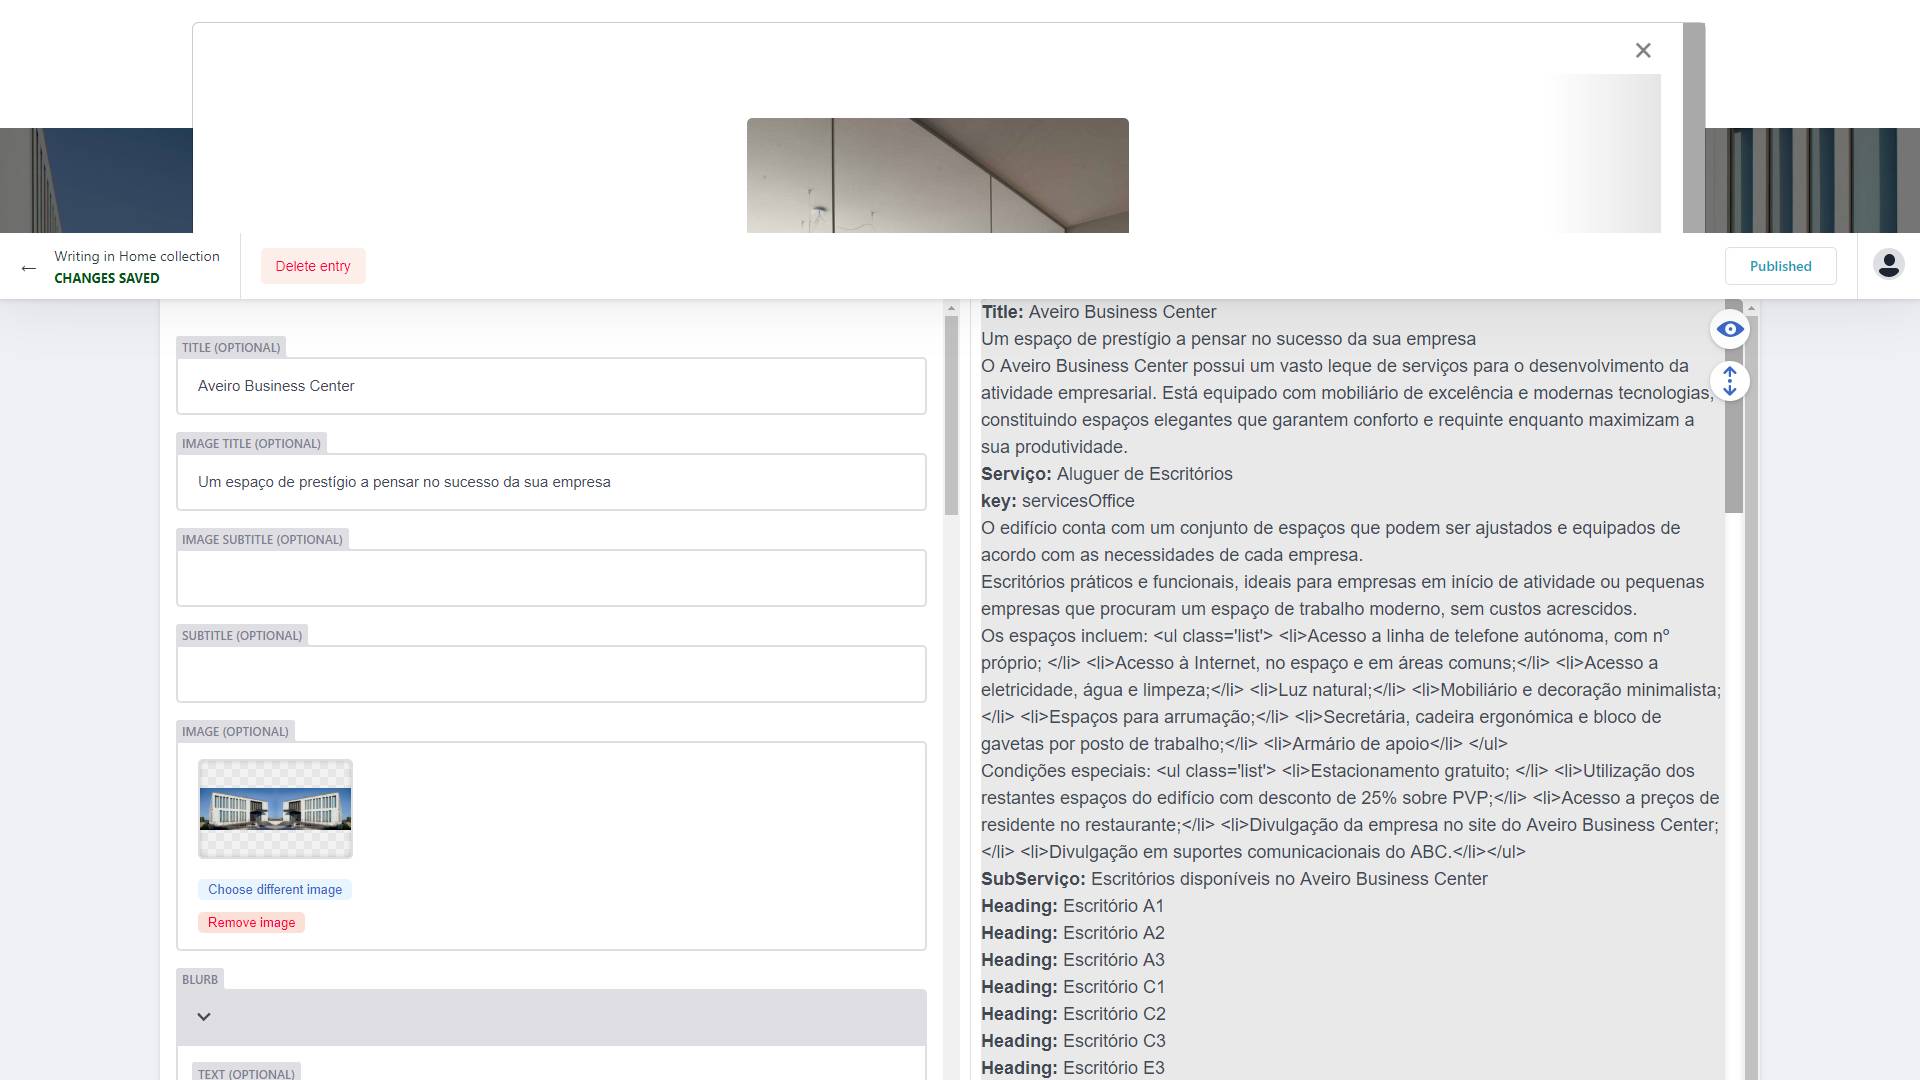 Writing in Home collection
CHANGES SAVED
Delete entry
Published
TITLE (OPTIONAL)
Aveiro Business Center
IMAGE TITLE (OPTIONAL)
Um espaço de prestígio a pensar no sucesso da sua empresa
IMAGE SUBTITLE (OPTIONAL)
SUBTITLE (OPTIONAL)
IMAGE (OPTIONAL)
Choose different image
Remove image
BLURB
TEXT (OPTIONAL)
Title: Aveiro Business Center
Um espaço de prestígio a pensar no sucesso da sua empresa
O Aveiro Business Center possui um vasto leque de serviços para o desenvolvimento da
atividade empresarial. Está equipado com mobiliário de excelência e modernas tecnologias,
constituindo espaços elegantes que garantem conforto e requinte enquanto maximizam a
sua produtividade.
Serviço: Aluguer de Escritórios
key: servicesOffice
O edifício conta com um conjunto de espaços que podem ser ajustados e equipados de
acordo com as necessidades de cada empresa.
Escritórios práticos e funcionais, ideais para empresas em início de atividade ou pequenas
empresas que procuram um espaço de trabalho moderno, sem custos acrescidos.
Os espaços incluem: <ul class='list'> <li>Acesso a linha de telefone autónoma, com nº
próprio; </li> <li>Acesso à Internet, no espaço e em áreas comuns;</li> <li>Acesso a
eletricidade, água e limpeza;</li> <li>Luz natural;</li> <li>Mobiliário e decoração minimalista;
</li> <li>Espaços para arrumação;</li> <li>Secretária, cadeira ergonómica e bloco de
gavetas por posto de trabalho;</li> <li>Armário de apoio</li> </ul>
Condições especiais: <ul class='list'> <li>Estacionamento gratuito; </li> <li>Utilização dos
restantes espaços do edifício com desconto de 25% sobre PVP;</li> <li>Acesso a preços de
residente no restaurante;</li> <li>Divulgação da empresa no site do Aveiro Business Center;
</li> <li>Divulgação em suportes comunicacionais do ABC.</li></ul>
SubServiço: Escritórios disponíveis no Aveiro Business Center
Heading: Escritório A1
Heading: Escritório A2
Heading: Escritório A3
Heading: Escritório C1
Heading: Escritório C2
Heading: Escritório C3
Heading: Escritório E3